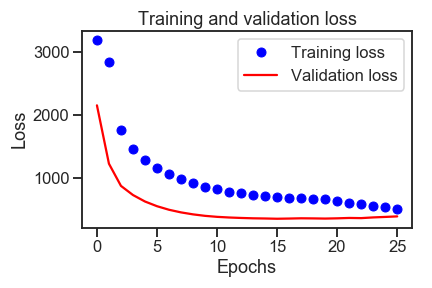 Training and validation loss
Training loss
Validation loss
3000
2000
1000
Loss
0
5
10
15
20
25
Epochs